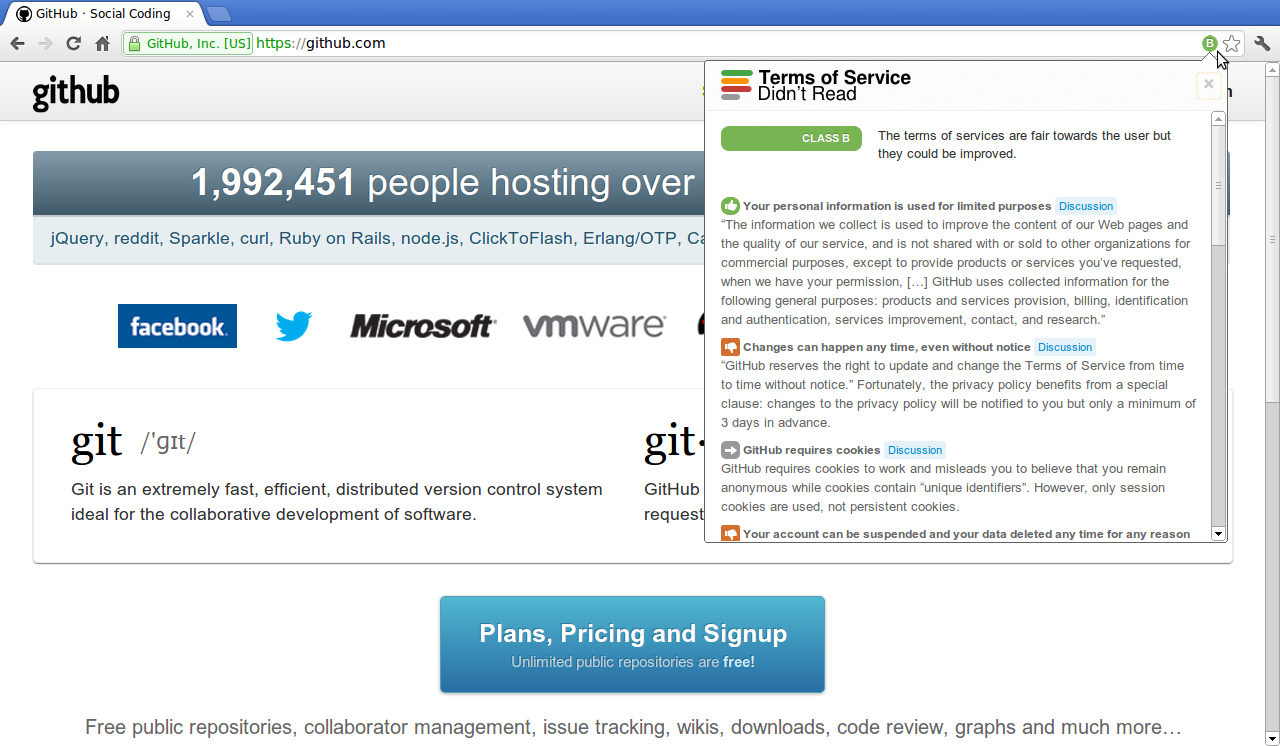 GitHub · Social Coding
GitHub, Inc. [US] https://github.com
B
github
Terms of Service
Didn't Read
CLASS B
The terms of services are fair towards the user but
they could be improved.
1,992,451 people hosting over
jQuery, reddit, Sparkle, curl, Ruby on Rails, node.js, ClickToFlash, Erlang/OTP,
Your personal information is used for limited purposes Discussion
“The information we collect is used to improve the content of our Web pages and
the quality of our service, and is not shared with or sold to other organizations for
commercial purposes, except to provide products or services you’ve requested,
when we have your permission, […] GitHub uses collected information for the
following general purposes: products and services provision, billing, identification
and authentication, services improvement, contact, and research.”
Changes can happen any time, even without notice Discussion
“GitHub reserves the right to update and change the Terms of Service from time
to time without notice.” Fortunately, the privacy policy benefits from a special
clause: changes to the privacy policy will be notified to you but only a minimum of
3 days in advance.
GitHub requires cookies Discussion
GitHub requires cookies to work and misleads you to believe that you remain
anonymous while cookies contain “unique identifiers”. However, only session
cookies are used, not persistent cookies.
Your account can be suspended and your data deleted any time for any reason
facebook.
Microsoft
vmware
git /'gɪt/
Git is an extremely fast, efficient, distributed version control system
ideal for the collaborative development of software.
git·
GitHub
request
Plans, Pricing and Signup
Unlimited public repositories are free!
Free public repositories, collaborator management, issue tracking, wikis, downloads, code review, graphs and much more…